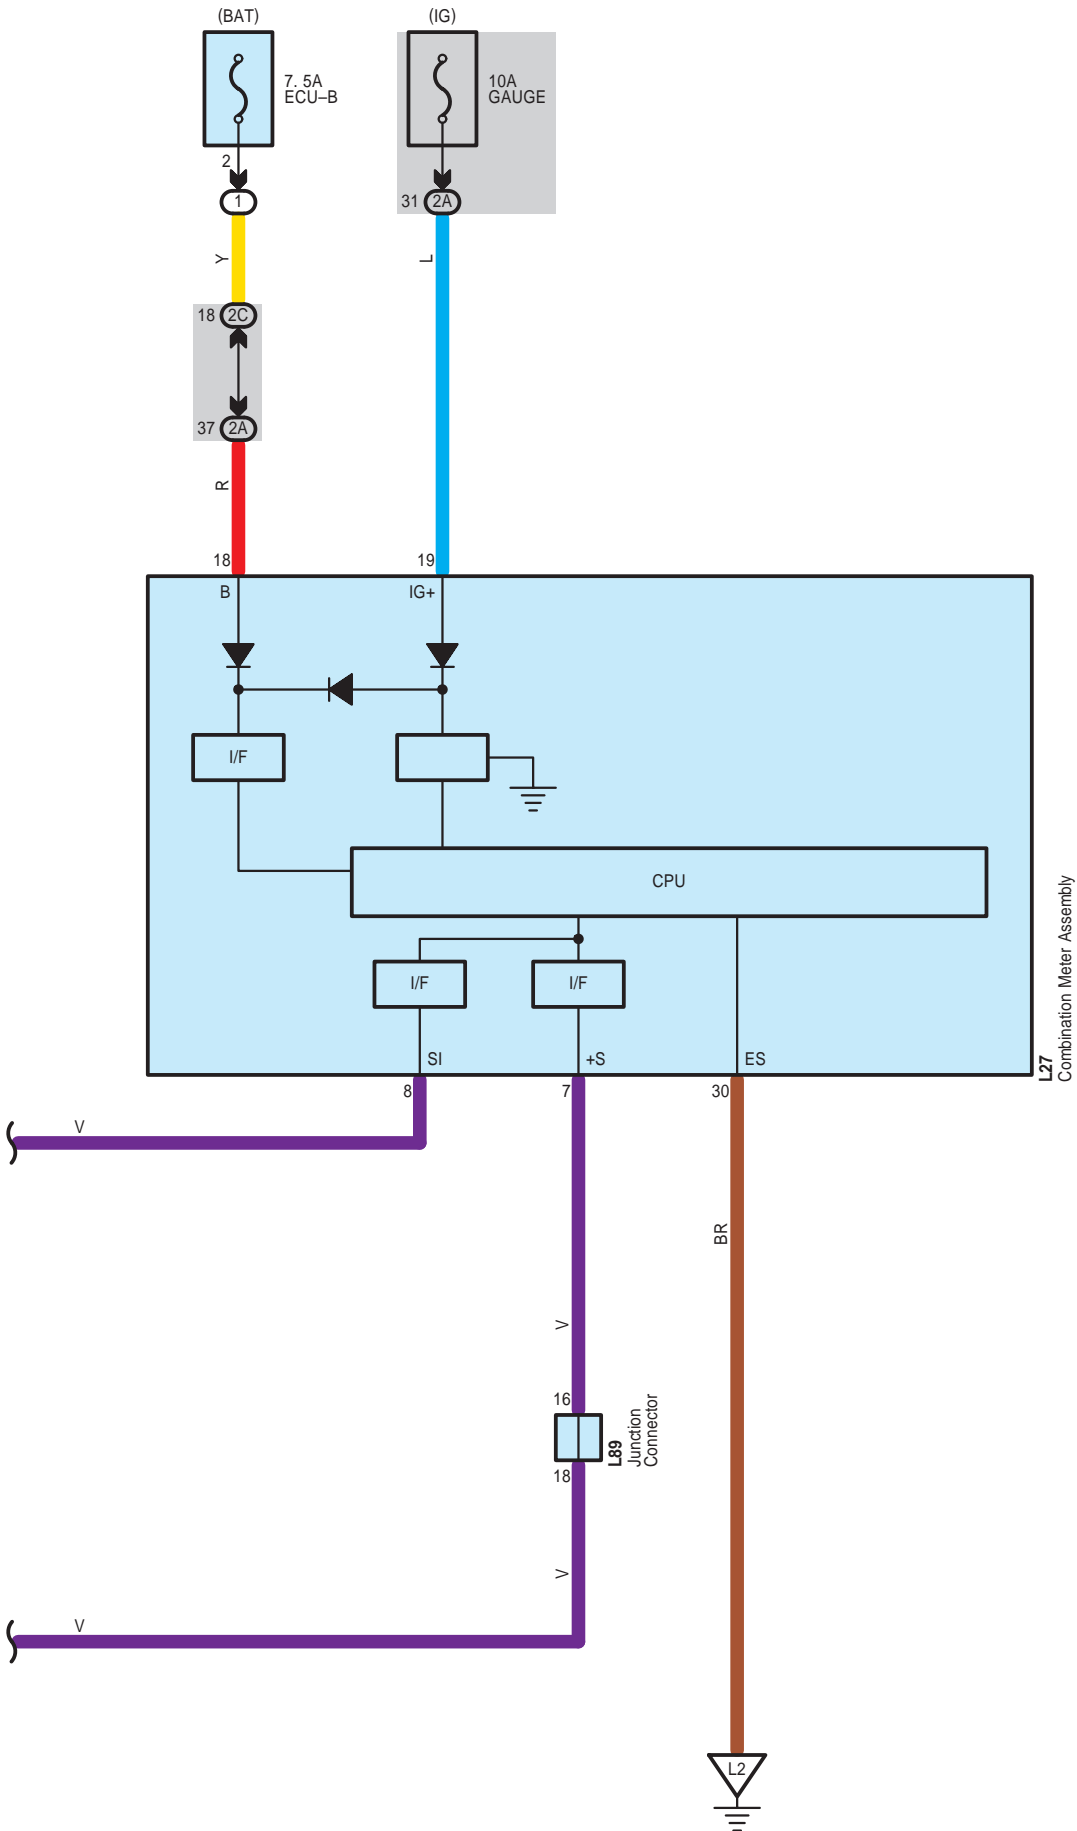 (BAT)
(IG)
7. 5A
ECU–B
10A
GAUGE
2
1
31
2A
Y
L
18
2C
37
2A
R
18
19
B
IG+
I/F
CPU
I/F
I/F
SI
+S
ES
L27
Combination Meter Assembly
8
7
30
V
BR
V
16
L89
Junction
Connector
18
V
V
L2